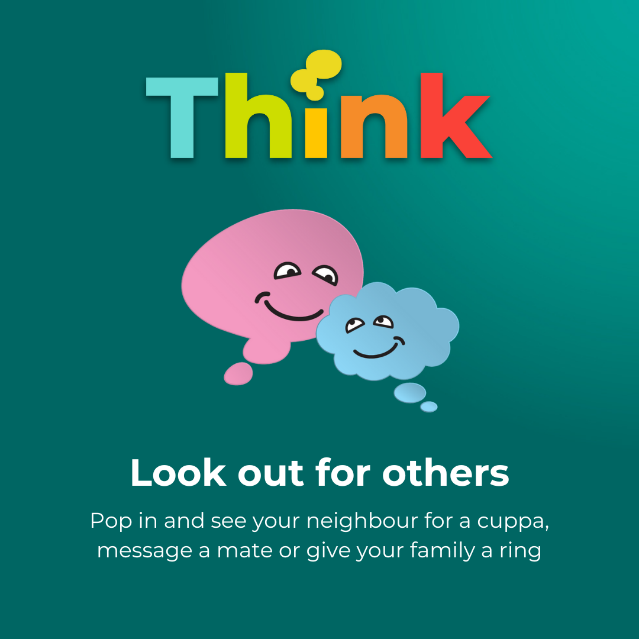 Think
Look out for others
Pop in and see your neighbour for a cuppa,
message a mate or give your family a ring